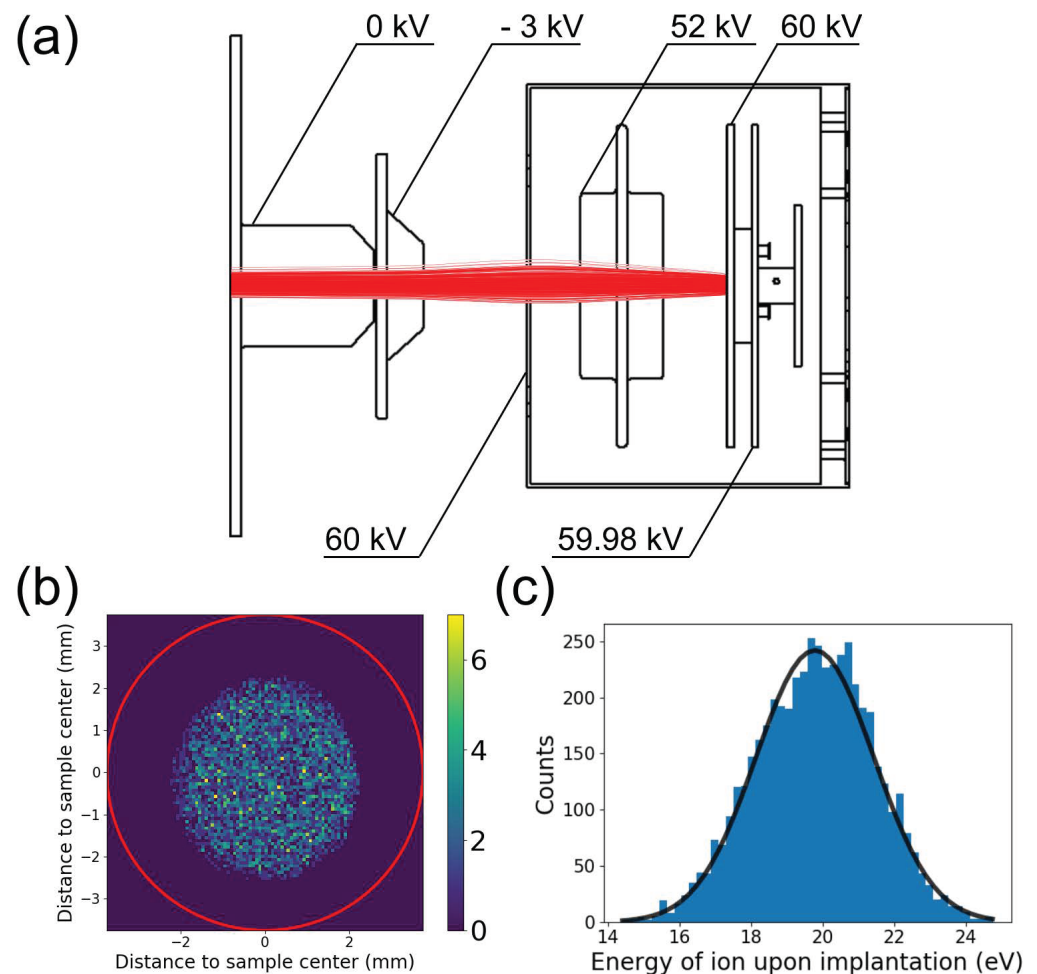 (a)
0 kV
- 3 kV
52 kV
60 kV
60 kV
59.98 kV
(b)
Distance to sample center (mm)
3
2
1
0
−1
−2
−3
−2
0
2
Distance to sample center (mm)
6
4
2
0
(c)
Counts
250
200
150
100
50
0
14
16
18
20
22
24
Energy of ion upon implantation (eV)